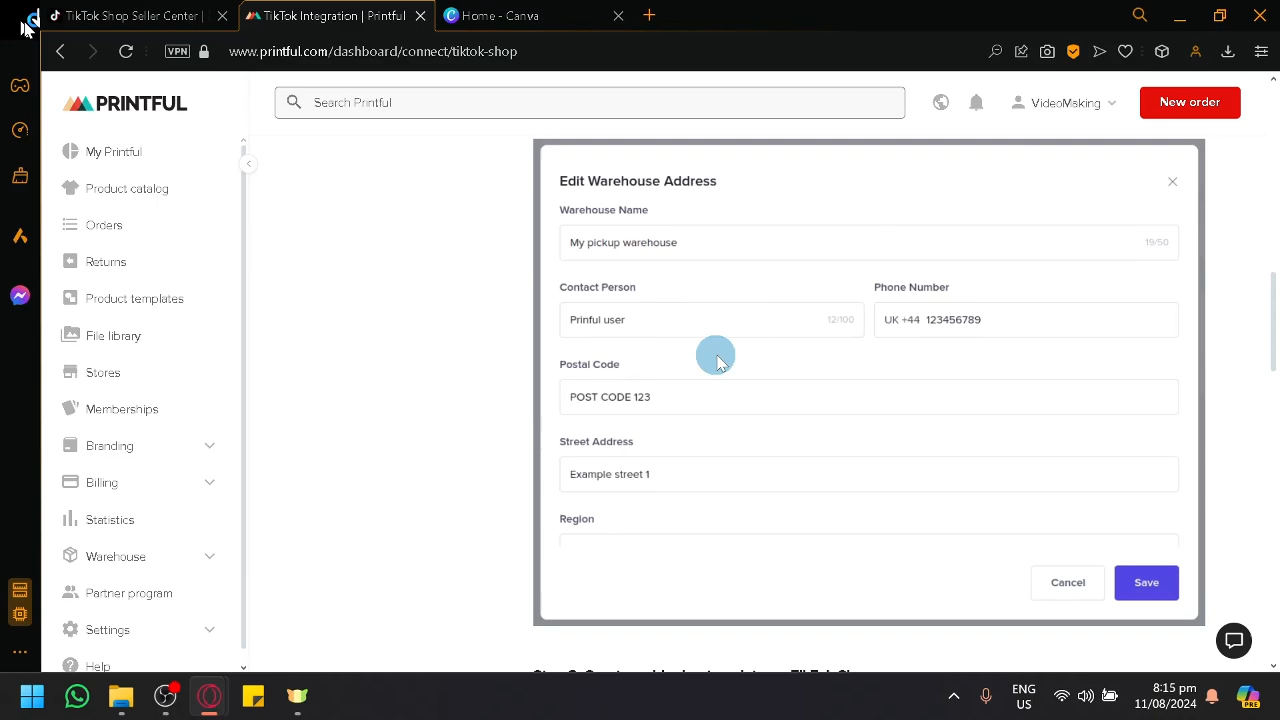 TikTok Shop Seller Center |
TikTok Integration | Printful
Home - Canva
VPN
www.printful.com/dashboard/connect/tiktok-shop
PRINTFUL
Search Printful
VideoMaking
New order
My Printful
Product catalog
Orders
Returns
Product templates
File library
Stores
Memberships
Branding
Billing
Statistics
Warehouse
Partner program
Settings
Help
Edit Warehouse Address
Warehouse Name
My pickup warehouse
19/50
Contact Person
Phone Number
Prinful user
12/100
UK +44 123456789
Postal Code
POST CODE 123
Street Address
Example street 1
Region
Cancel
Save
ENG
US
8:15 pm
11/08/2024
PRE